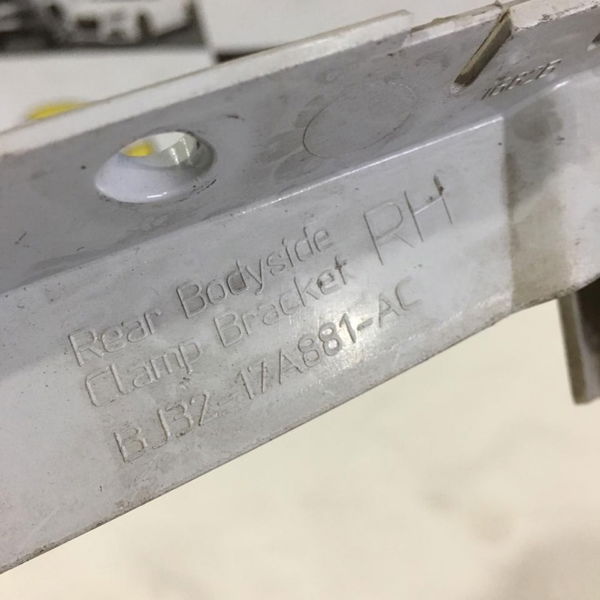 Rear Bodyside
Clamp Bracket RH
BJ32-17A881-AC